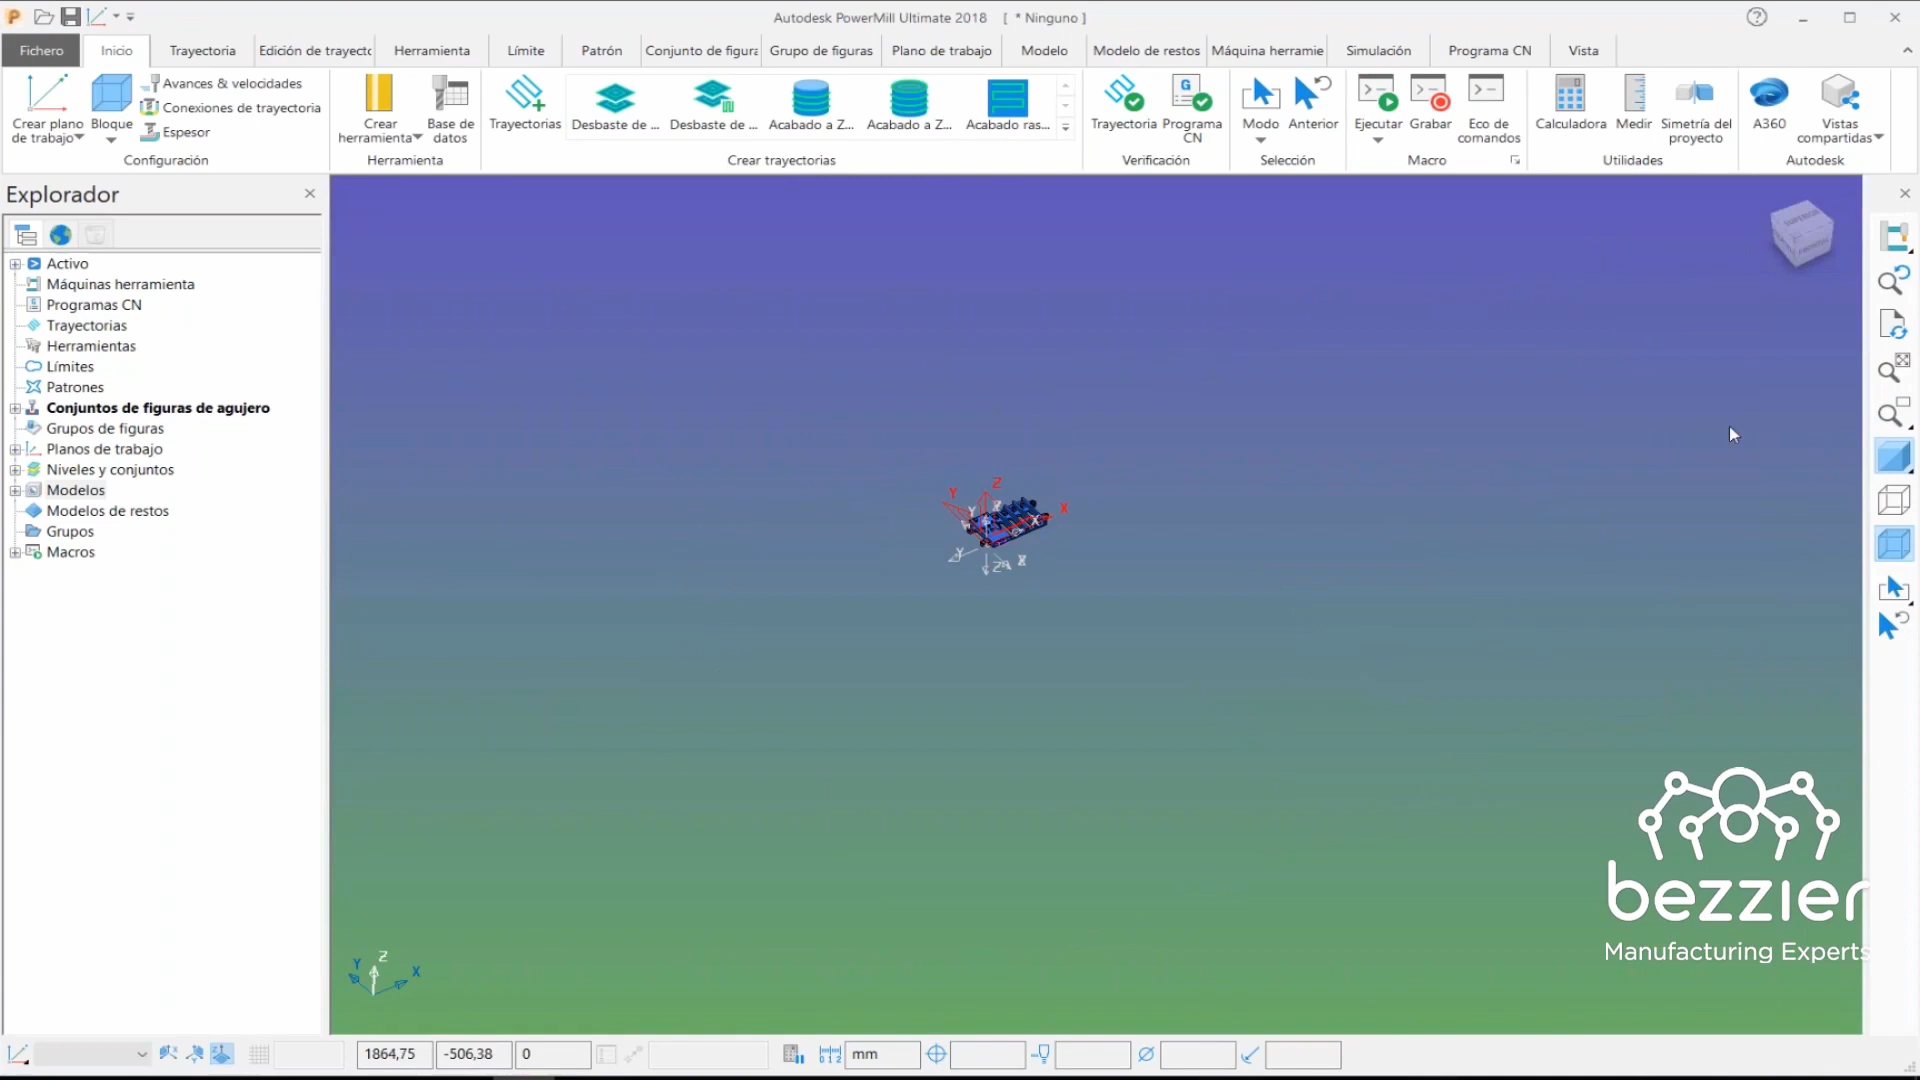 Autodesk PowerMill Ultimate 2018 [ * Ninguno ]
Fichero Inicio Trayectoria Edición de trayectc Herramienta Límite Patrón Conjunto de figura Grupo de figuras Plano de trabajo Modelo Modelo de restos Máquina herramie Simulación Programa CN Vista
Crear plano de trabajo
Bloque
Avances & velocidades
Conexiones de trayectoria
Espesor
Configuración
Crear herramienta
Base de datos
Herramienta
Trayectorias
Desbaste de ...
Desbaste de ...
Acabado a Z...
Acabado a Z...
Acabado ras...
Crear trayectorias
Trayectoria
Programa CN
Verificación
Modo
Anterior
Selección
Ejecutar
Grabar
Eco de comandos
Macro
Calculadora
Medir
Simetría del proyecto
Utilidades
A360
Vistas compartidas
Autodesk
Explorador
Activo
Máquinas herramienta
Programas CN
Trayectorias
Herramientas
Límites
Patrones
Conjuntos de figuras de agujero
Grupos de figuras
Planos de trabajo
Niveles y conjuntos
Modelos
Modelos de restos
Grupos
Macros
SUPERIOR
Z
Y
X
Y
X
Y
Z
X
Z
Y
X
bezzier
Manufacturing Experts
1864,75 -506,38 0 mm